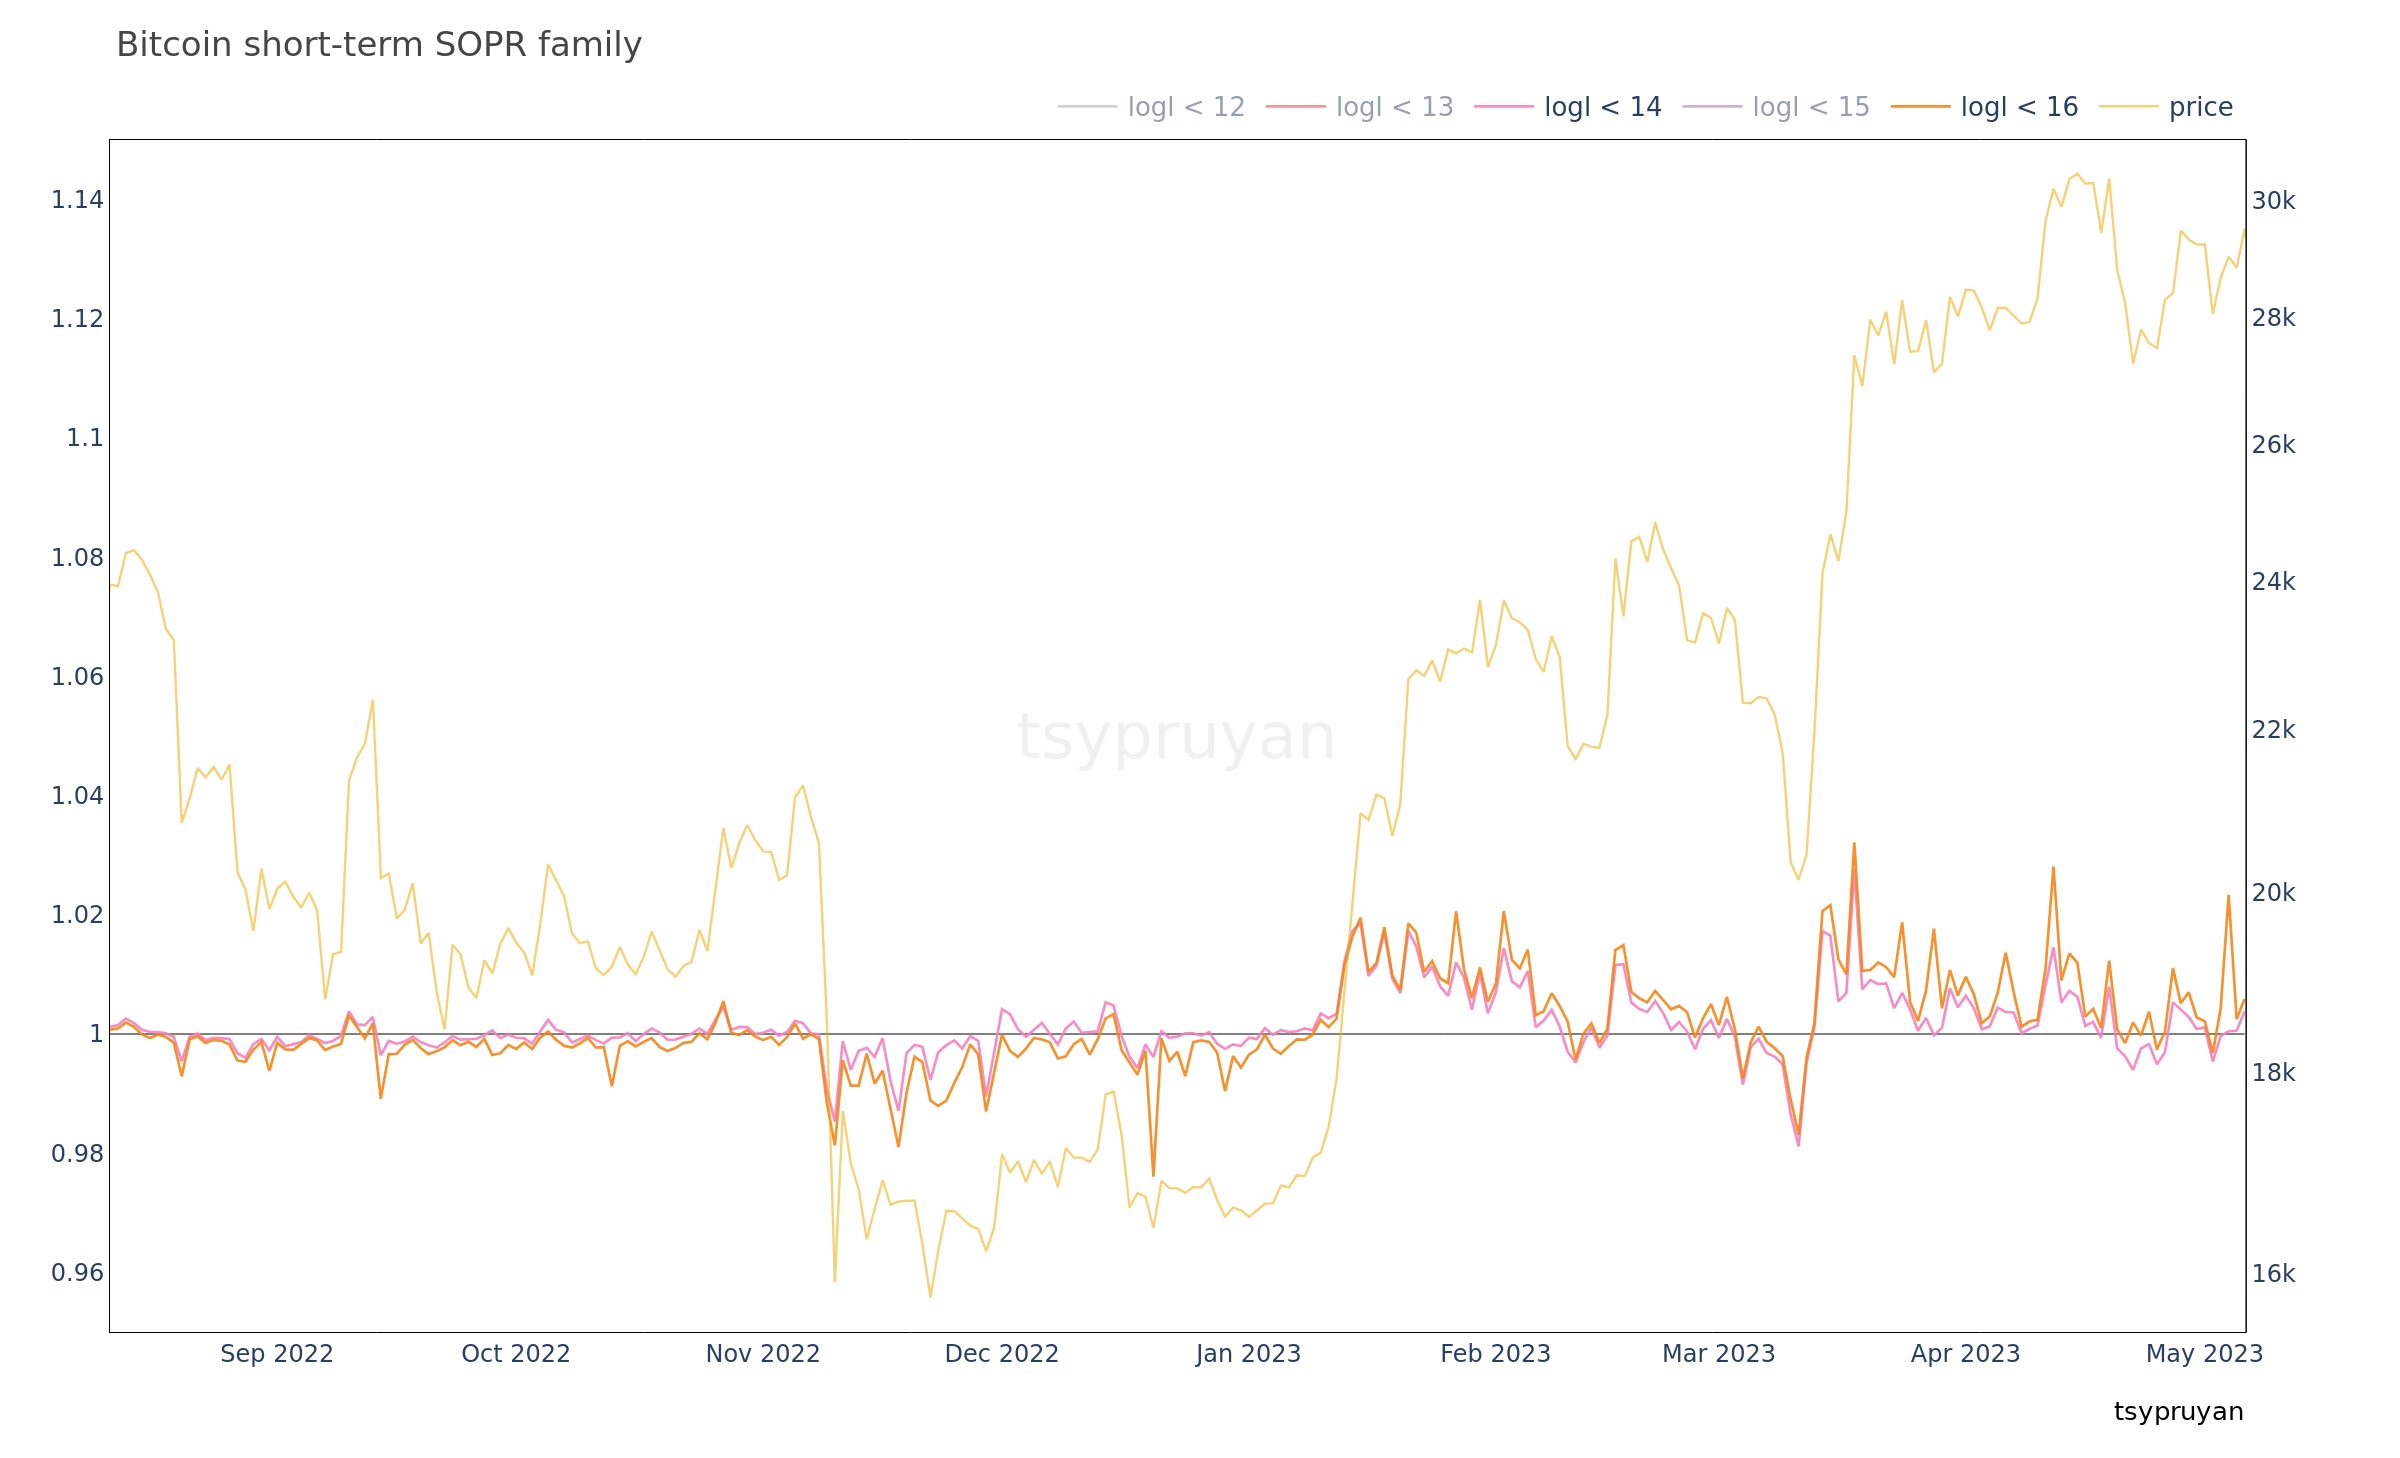 Bitcoin short-term SOPR family
logl < 12 logl < 13 logl < 14 logl < 15 logl < 16 price
1.14
1.12
1.1
1.08
1.06
1.04
1.02
1
0.98
0.96
30k
28k
26k
24k
22k
20k
18k
16k
tsypruyan
Sep 2022 Oct 2022 Nov 2022 Dec 2022 Jan 2023 Feb 2023 Mar 2023 Apr 2023 May 2023
tsypruyan